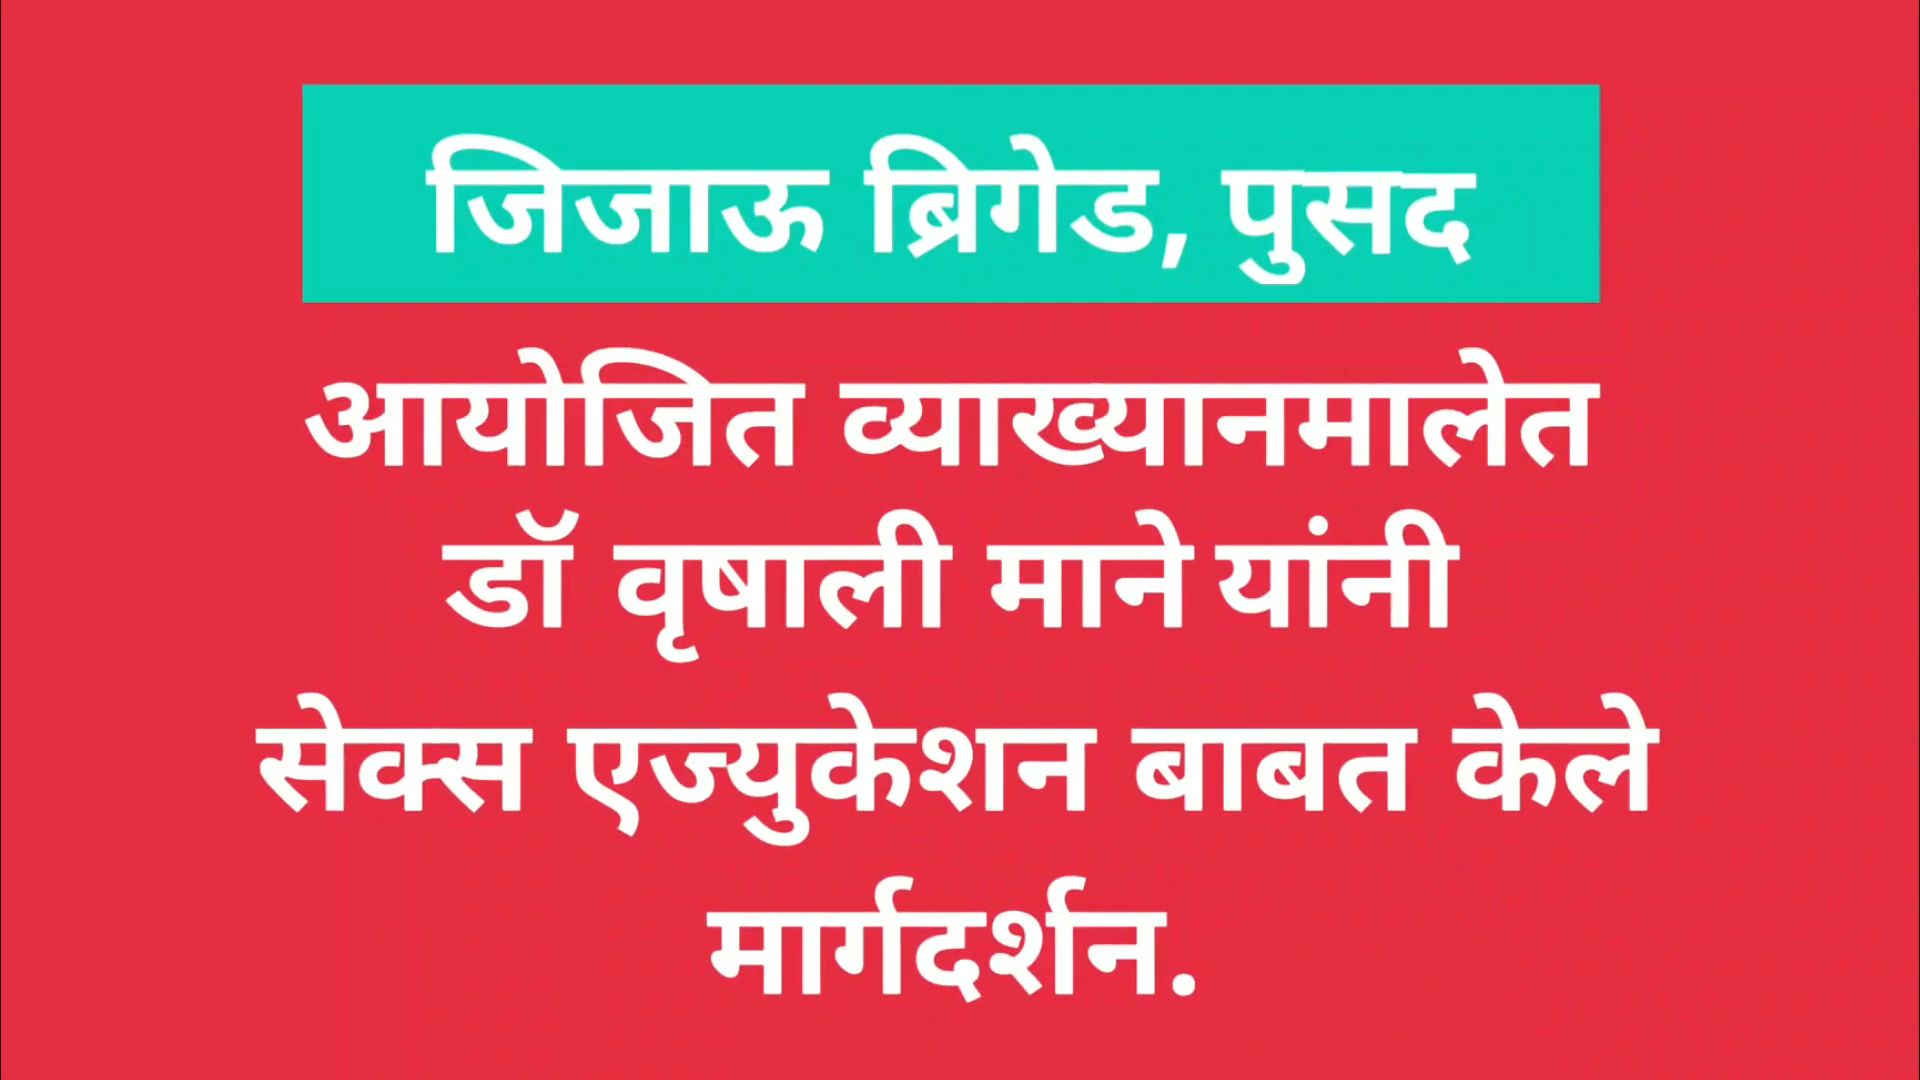 जिजाऊ ब्रिगेड, पुसद
आयोजित व्याख्यानमालेत
डॉ वृषाली माने यांनी
सेक्स एज्युकेशन बाबत केले
मार्गदर्शन.